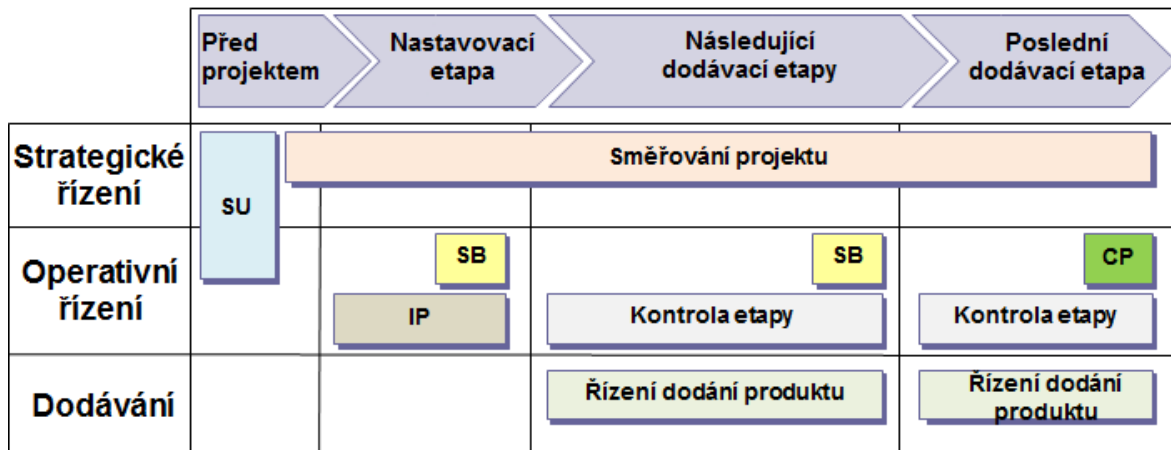 Před
projektem
Nastavovací
etapa
Následující
dodávací etapy
Poslední
dodávací etapa
Strategické
řízení
SU
Směřování projektu
Operativní
řízení
SB
SB
CP
IP
Kontrola etapy
Kontrola etapy
Dodávání
Řízení dodání produktu
Řízení dodání
produktu